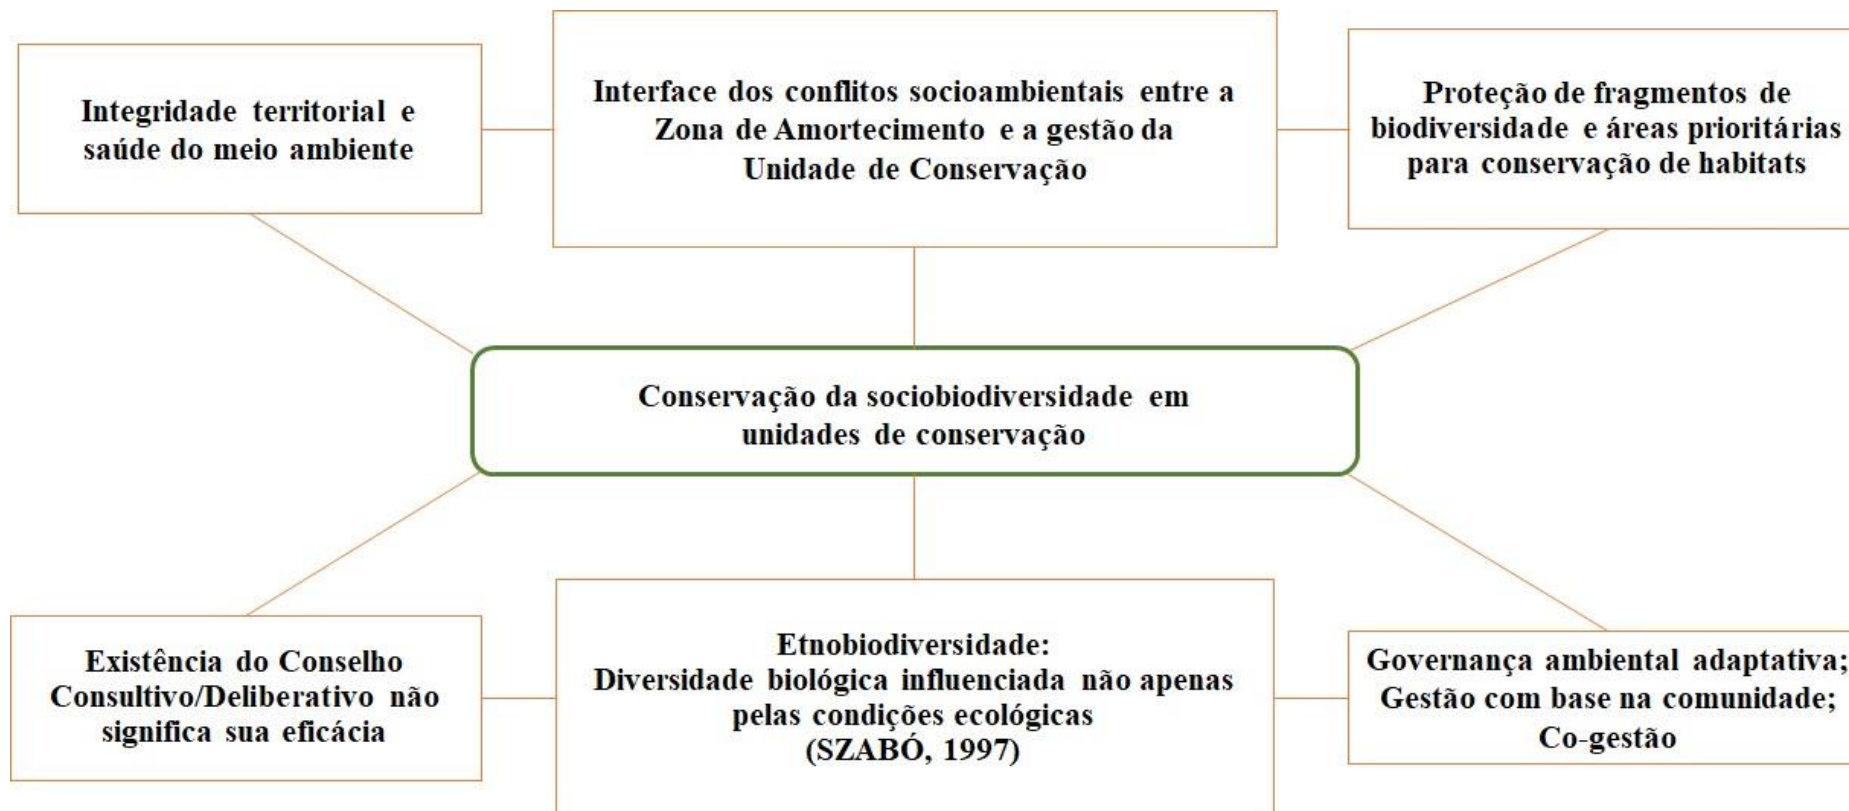 Integridade territorial e
saúde do meio ambiente
Interface dos conflitos socioambientais entre a
Zona de Amortecimento e a gestão da
Unidade de Conservação
Proteção de fragmentos de
biodiversidade e áreas prioritárias
para conservação de habitats
Conservação da sociobiodiversidade em
unidades de conservação
Existência do Conselho
Consultivo/Deliberativo não
significa sua eficácia
Etnobiodiversidade:
Diversidade biológica influenciada não apenas
pelas condições ecológicas
(SZABÓ, 1997)
Governança ambiental adaptativa;
Gestão com base na comunidade;
Co-gestão